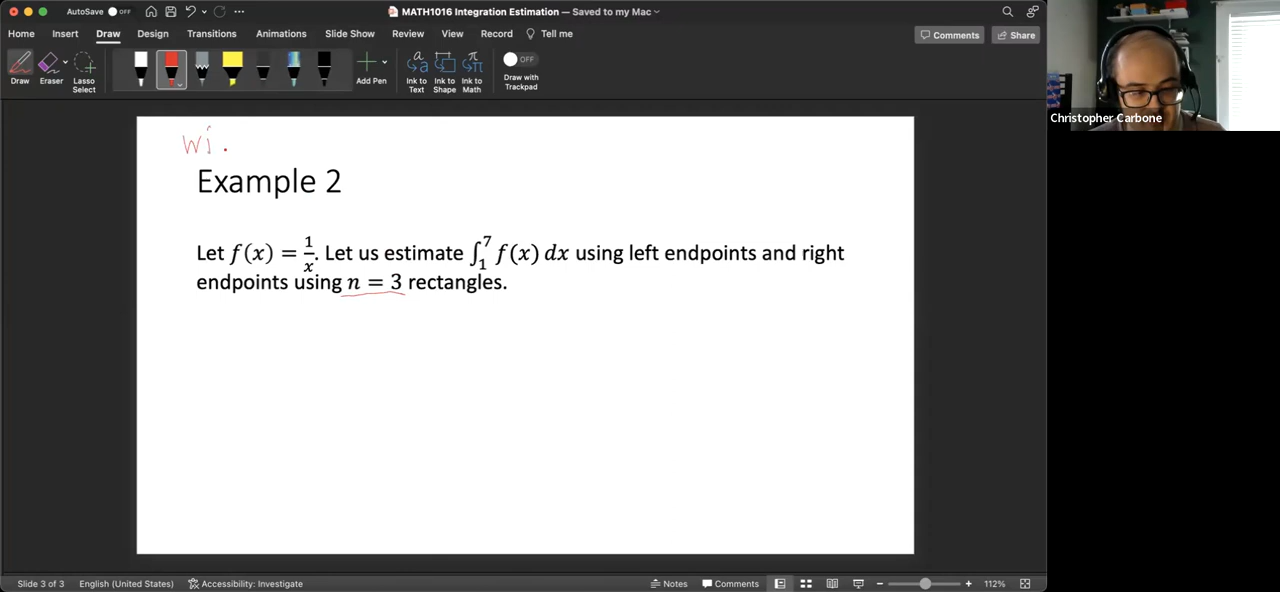 AutoSave OFF
MATH1016 Integration Estimation — Saved to my Mac
Home Insert Draw Design Transitions Animations Slide Show Review View Record Tell me
Comments Share
Draw Eraser Lasso Select Add Pen Ink to Text Ink to Shape Ink to Math OFF Draw with Trackpad
Christopher Carbone
wi.
Example 2
Let f(x) = 1/x. Let us estimate ∫₁⁷ f(x) dx using left endpoints and right
endpoints using n = 3 rectangles.
Slide 3 of 3 English (United States) Accessibility: Investigate Notes Comments 112%